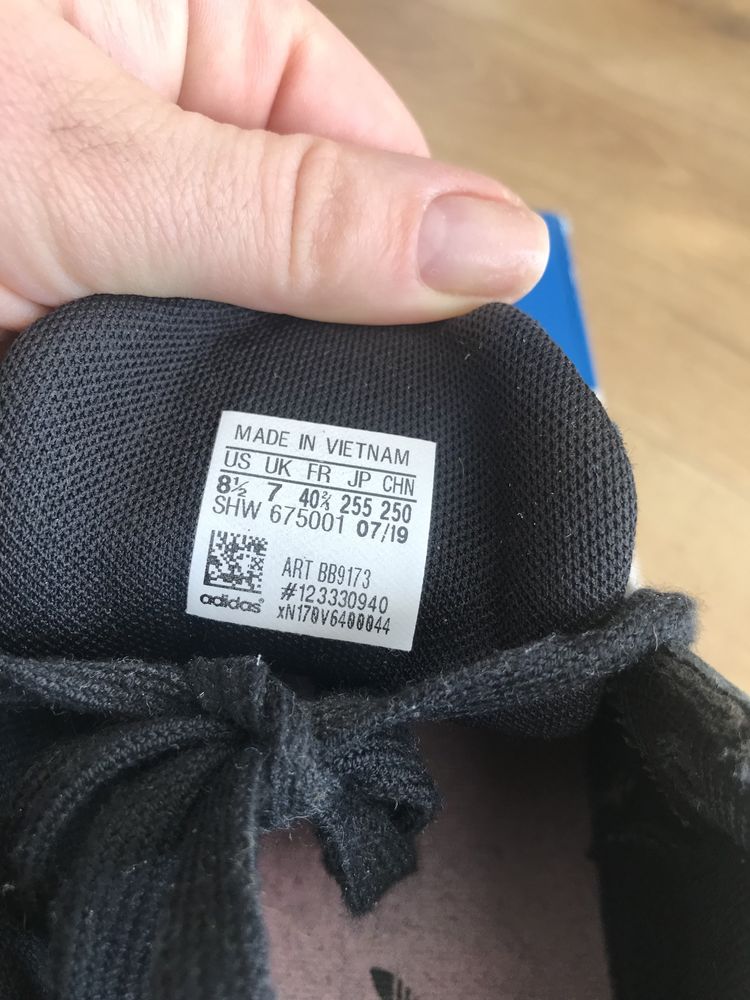 MADE IN VIETNAM
US UK FR JP CHN
8½ 7 40⅔ 255 250
SHW 675001 07/19
ART BB9173
#123330940
adidas xN170V6400044